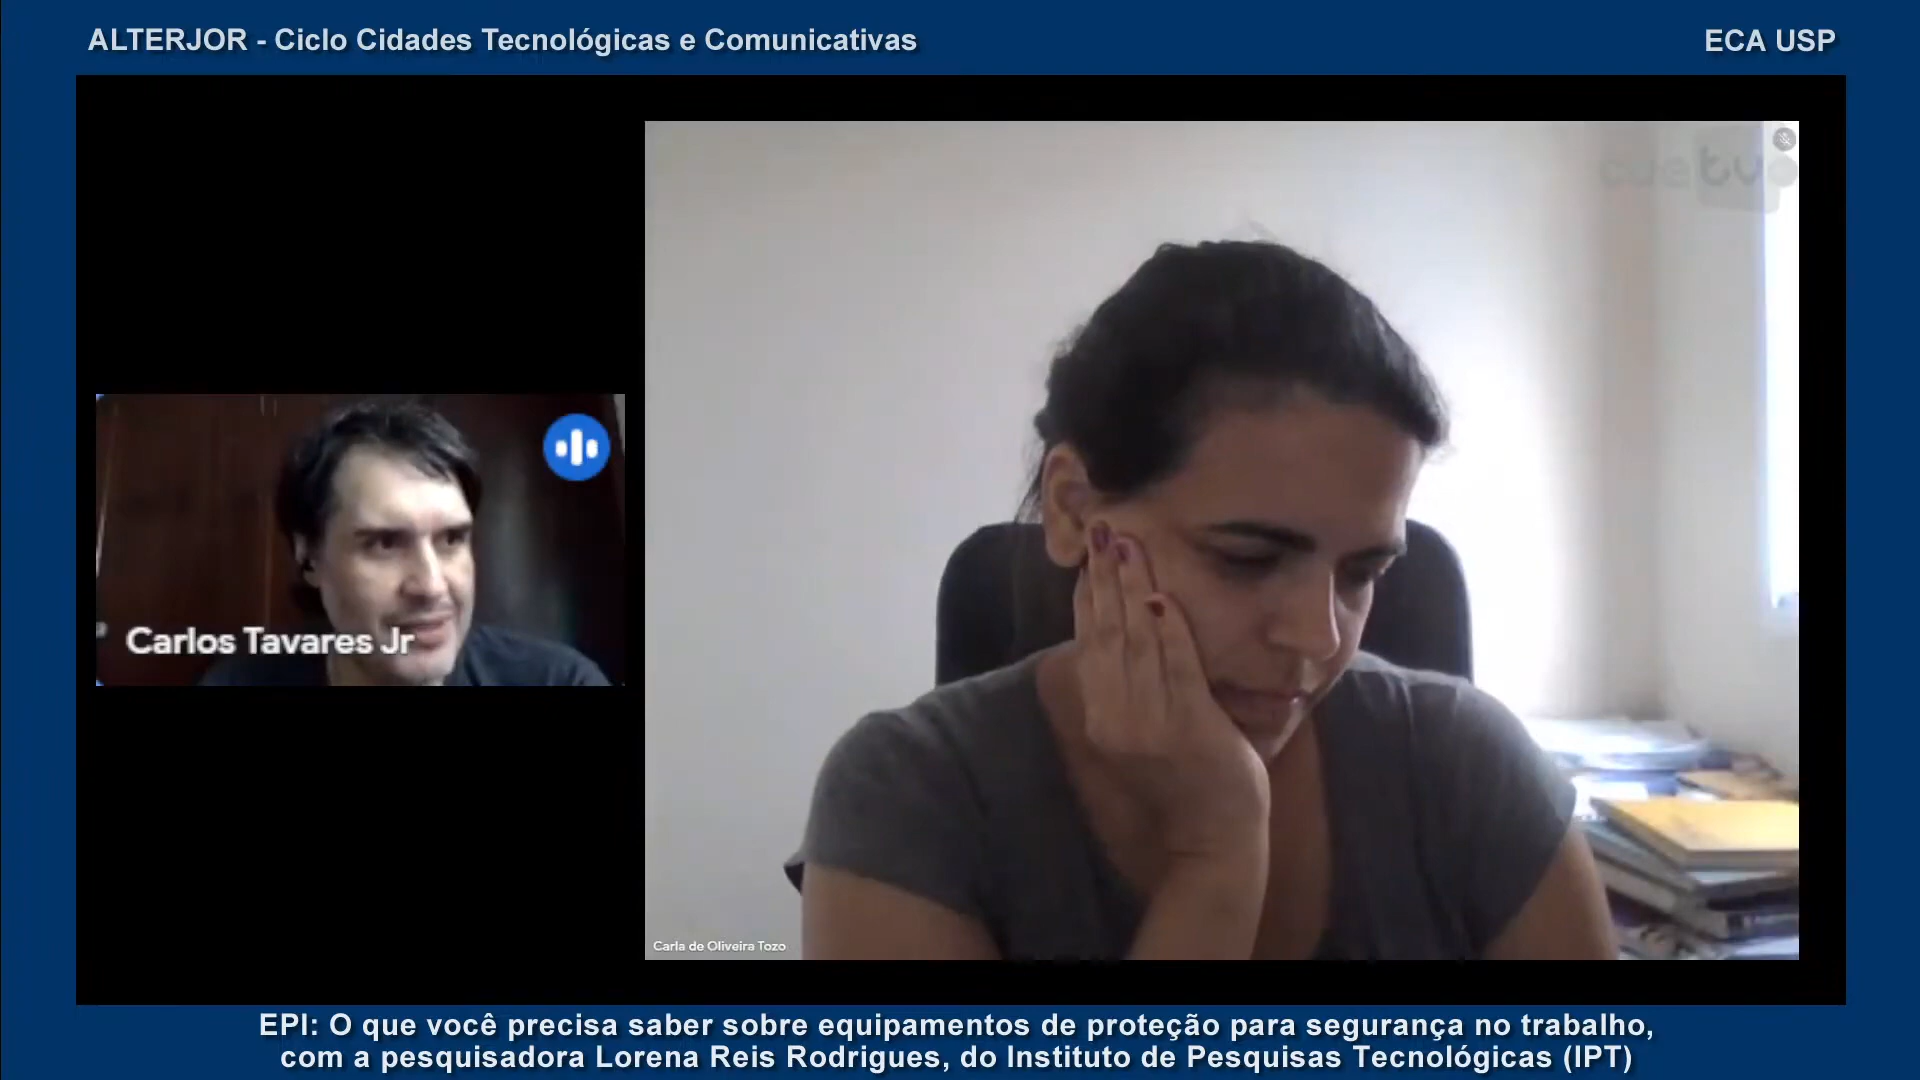 ALTERJOR - Ciclo Cidades Tecnológicas e Comunicativas
ECA USP
Carlos Tavares Jr
Carla de Oliveira Tozo
EPI: O que você precisa saber sobre equipamentos de proteção para segurança no trabalho,
com a pesquisadora Lorena Reis Rodrigues, do Instituto de Pesquisas Tecnológicas (IPT)